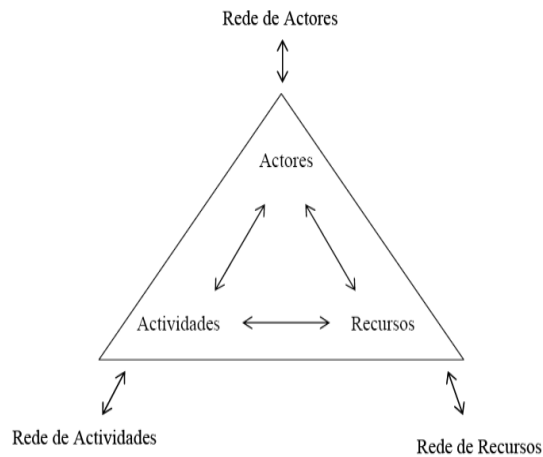 Rede de Actores
Actores
Actividades
Recursos
Rede de Actividades
Rede de Recursos